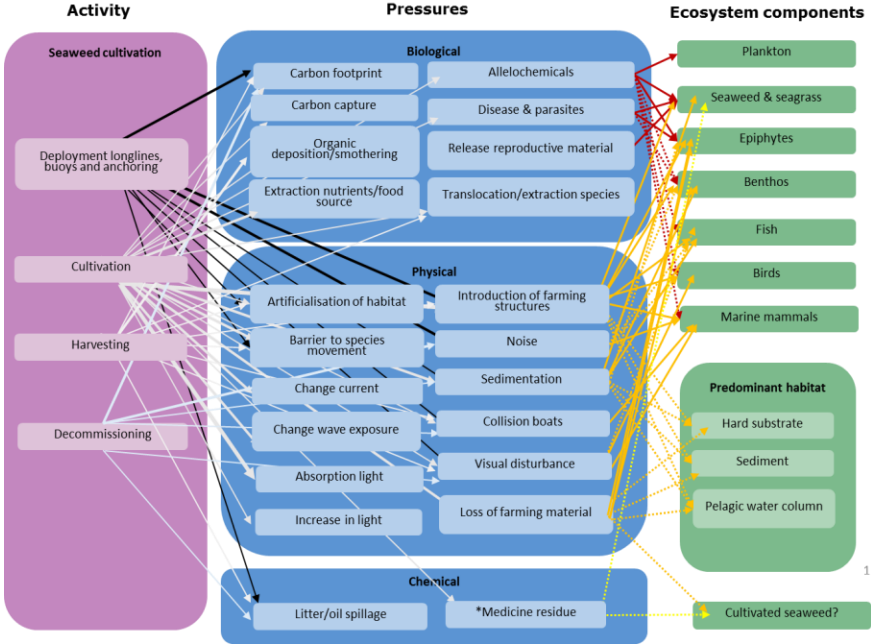 Activity
Pressures
Ecosystem components
Seaweed cultivation
Deployment longlines,
buoys and anchoring
Cultivation
Harvesting
Decommissioning
Biological
Carbon footprint
Carbon capture
Organic
deposition/smothering
Extraction nutrients/food
source
Allelochemicals
Disease & parasites
Release reproductive material
Translocation/extraction species
Physical
Artificialisation of habitat
Barrier to species
movement
Change current
Change wave exposure
Absorption light
Increase in light
Introduction of farming
structures
Noise
Sedimentation
Collision boats
Visual disturbance
Loss of farming material
Chemical
Litter/oil spillage
*Medicine residue
Plankton
Seaweed & seagrass
Epiphytes
Benthos
Fish
Birds
Marine mammals
Predominant habitat
Hard substrate
Sediment
Pelagic water column
1
Cultivated seaweed?